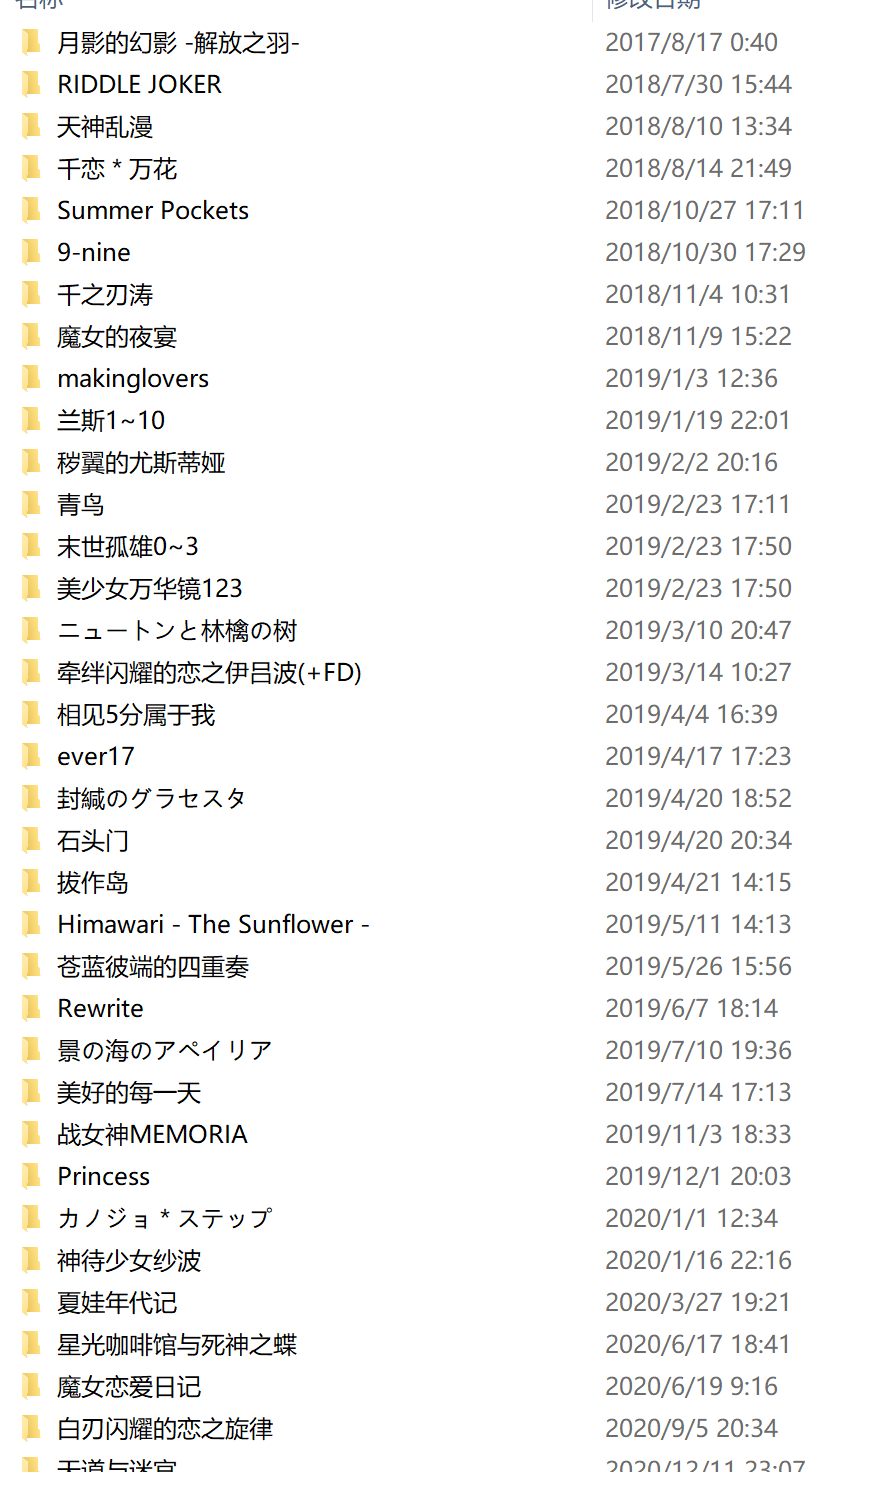 名称 修改日期
月影的幻影 -解放之羽- 2017/8/17 0:40
RIDDLE JOKER 2018/7/30 15:44
天神乱漫 2018/8/10 13:34
千恋 * 万花 2018/8/14 21:49
Summer Pockets 2018/10/27 17:11
9-nine 2018/10/30 17:29
千之刃涛 2018/11/4 10:31
魔女的夜宴 2018/11/9 15:22
makinglovers 2019/1/3 12:36
兰斯1~10 2019/1/19 22:01
秽翼的尤斯蒂娅 2019/2/2 20:16
青鸟 2019/2/23 17:11
末世孤雄0~3 2019/2/23 17:50
美少女万华镜123 2019/2/23 17:50
ニュートンと林檎の树 2019/3/10 20:47
牵绊闪耀的恋之伊吕波(+FD) 2019/3/14 10:27
相见5分属于我 2019/4/4 16:39
ever17 2019/4/17 17:23
封緘のグラセスタ 2019/4/20 18:52
石头门 2019/4/20 20:34
拔作岛 2019/4/21 14:15
Himawari - The Sunflower - 2019/5/11 14:13
苍蓝彼端的四重奏 2019/5/26 15:56
Rewrite 2019/6/7 18:14
景の海のアペイリア 2019/7/10 19:36
美好的每一天 2019/7/14 17:13
战女神MEMORIA 2019/11/3 18:33
Princess 2019/12/1 20:03
カノジョ * ステップ 2020/1/1 12:34
神待少女纱波 2020/1/16 22:16
夏娃年代记 2020/3/27 19:21
星光咖啡馆与死神之蝶 2020/6/17 18:41
魔女恋爱日记 2020/6/19 9:16
白刃闪耀的恋之旋律 2020/9/5 20:34
天道与迷宫 2020/12/11 23:07